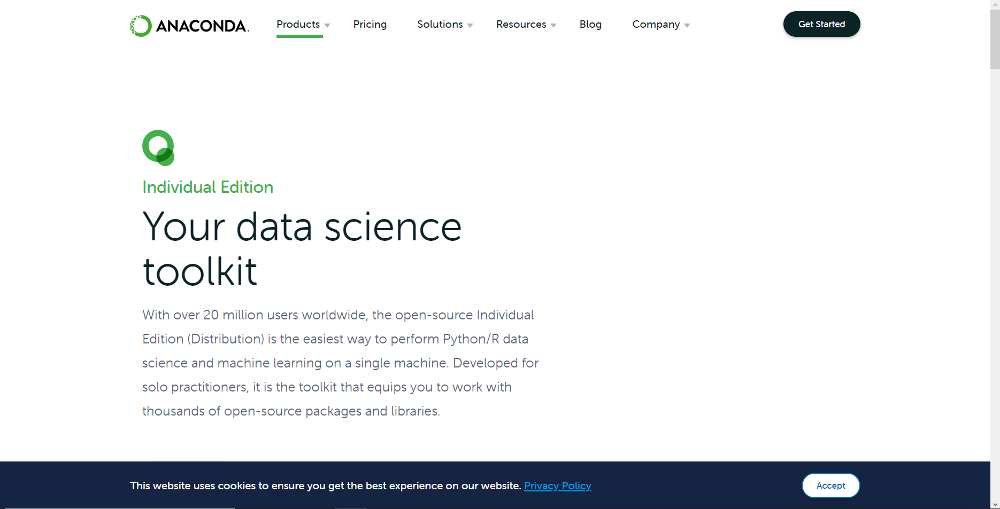 ANACONDA.
Products
Pricing
Solutions
Resources
Blog
Company
Get Started
Individual Edition
Your data science
toolkit
With over 20 million users worldwide, the open-source Individual
Edition (Distribution) is the easiest way to perform Python/R data
science and machine learning on a single machine. Developed for
solo practitioners, it is the toolkit that equips you to work with
thousands of open-source packages and libraries.
This website uses cookies to ensure you get the best experience on our website. Privacy Policy
Accept